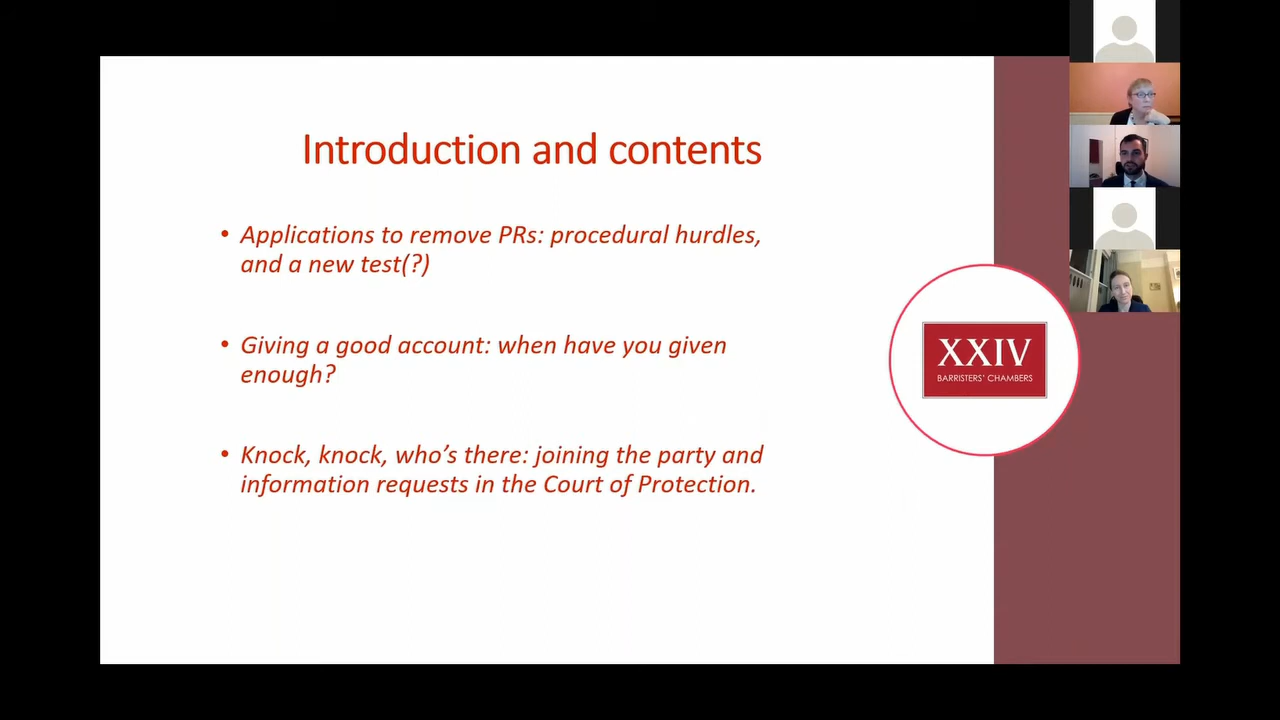 Introduction and contents
• Applications to remove PRs: procedural hurdles,
and a new test(?)
• Giving a good account: when have you given
enough?
• Knock, knock, who's there: joining the party and
information requests in the Court of Protection.
XXIV
BARRISTERS' CHAMBERS